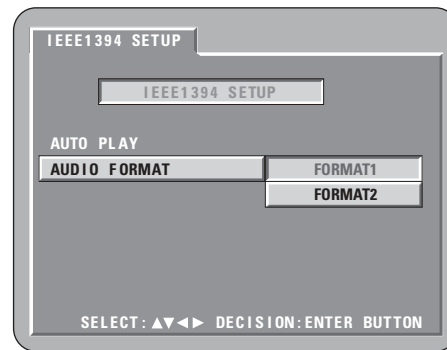 IEEE1394 SETUP
IEEE1394 SETUP
AUTO PLAY
AUDIO FORMAT FORMAT1
FORMAT2
SELECT: ▲▼◄► DECISION:ENTER BUTTON